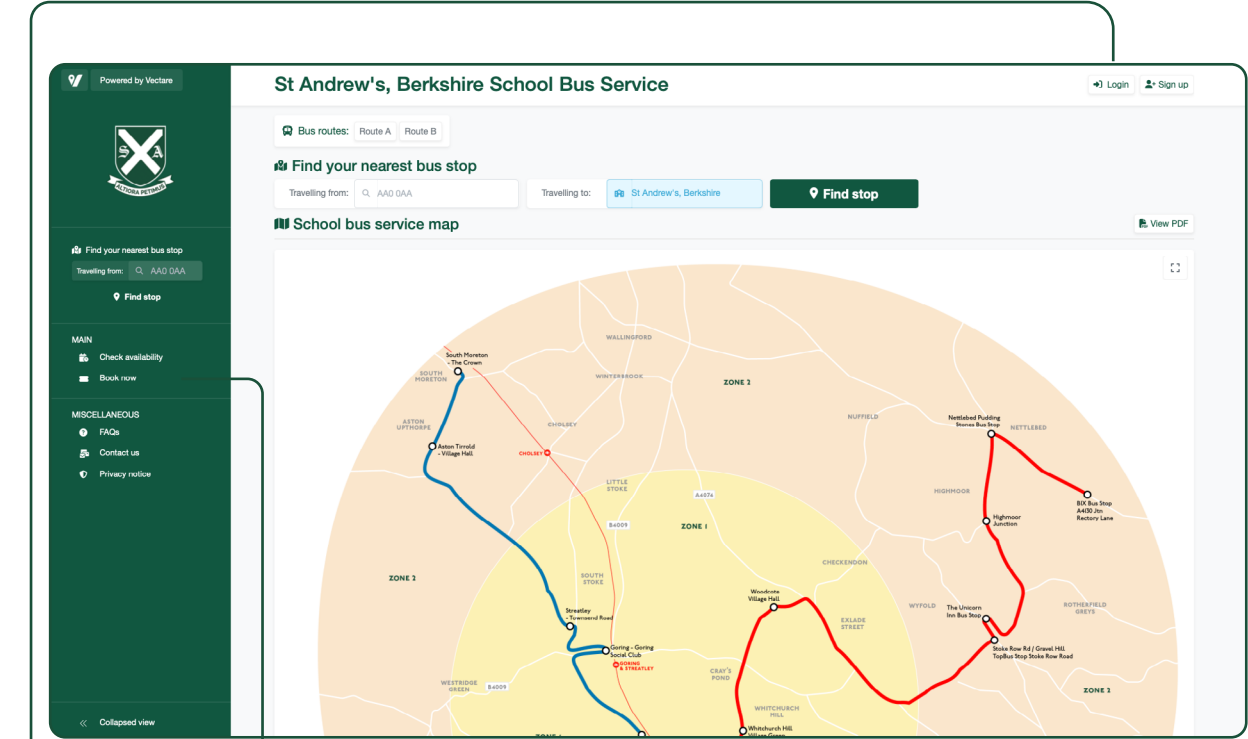 Powered by Vectare
St Andrew's, Berkshire School Bus Service
Login
Sign up
S A
ALTIORA PETIMUS
Bus routes:
Route A
Route B
Find your nearest bus stop
Travelling from:
AA0 0AA
Travelling to:
St Andrew's, Berkshire
Find stop
School bus service map
View PDF
Find your nearest bus stop
Travelling from:
AA0 0AA
Find stop
MAIN
Check availability
Book now
MISCELLANEOUS
FAQs
Contact us
Privacy notice
Collapsed view
WALLINGFORD
South Moreton
- The Crown
SOUTH
MORETON
WINTERBROOK
ZONE 2
ASTON
UPTHORPE
CHOLSEY
NUFFIELD
Nettlebed Pudding
Stones Bus Stop
NETTLEBED
Aston Tirrold
- Village Hall
CHOLSEY
LITTLE
STOKE
A4074
HIGHMOOR
BIX Bus Stop
A4130 Jtn
Rectory Lane
B4009
ZONE 1
Highmoor
Junction
CHECKENDON
ZONE 2
SOUTH
STOKE
Woodcote
Village Hall
Streatley
- Townsend Road
WYFOLD
The Unicorn
Inn Bus Stop
ROTHERFIELD
GREYS
EXLADE
STREET
Goring - Goring
Social Club
GORING
& STREATLEY
Stoke Row Rd / Gravel Hill
TopBus Stop Stoke Row Road
CRAY'S
POND
WESTRIDGE
GREEN
B4009
ZONE 2
WHITCHURCH
HILL
Whitchurch Hill
Village Green